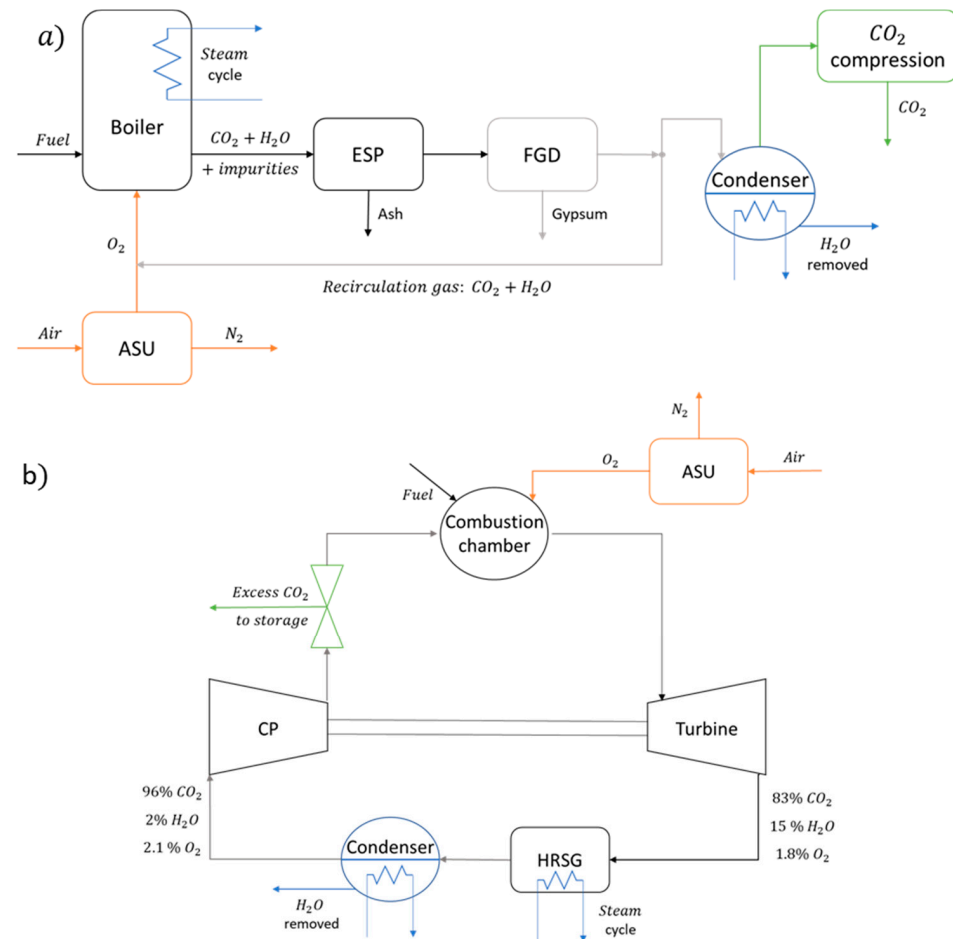 a)
Steam
cycle
CO₂
compression
Boiler
Fuel
CO₂ + H₂O
+ impurities
ESP
FGD
CO₂
Condenser
Ash
Gypsum
O₂
H₂O
removed
Recirculation gas: CO₂ + H₂O
Air
ASU
N₂
b)
N₂
O₂
ASU
Air
Fuel
Combustion
chamber
Excess CO₂
to storage
CP
Turbine
96% CO₂
2% H₂O
2.1 % O₂
83% CO₂
15 % H₂O
1.8% O₂
Condenser
HRSG
H₂O
removed
Steam
cycle